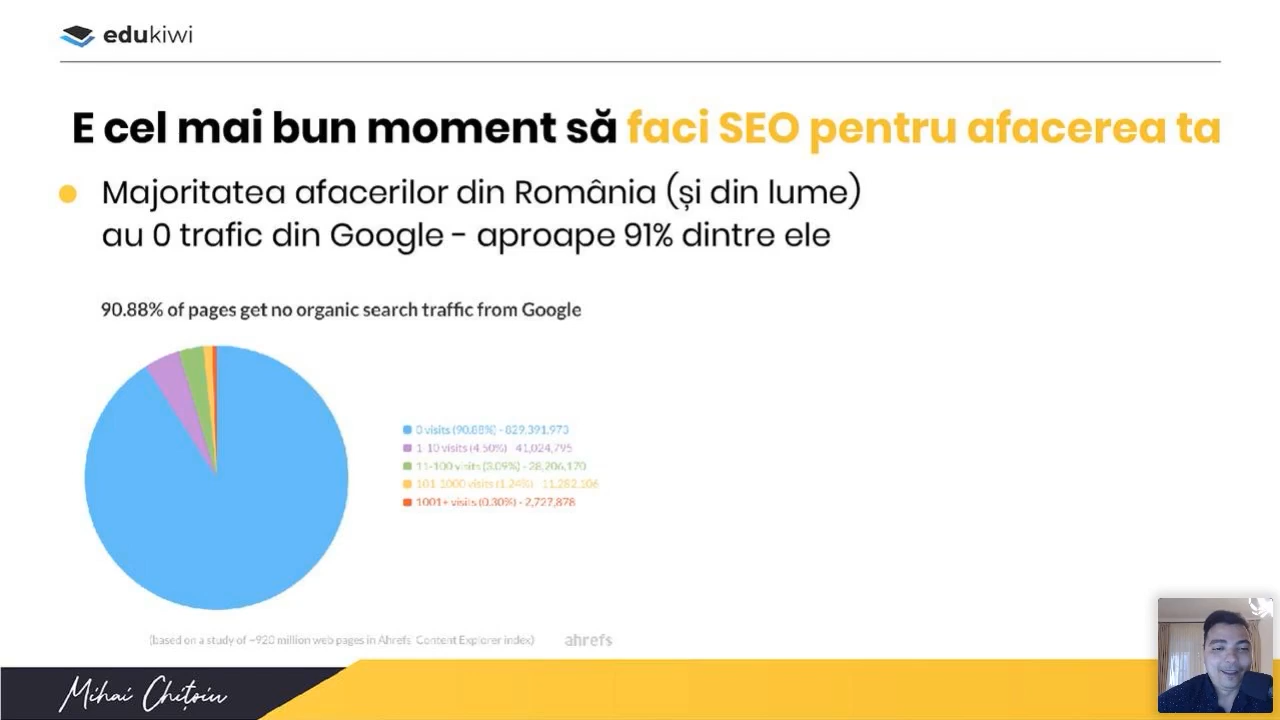 edukiwi
E cel mai bun moment să faci SEO pentru afacerea ta
Majoritatea afacerilor din România (și din lume)
au 0 trafic din Google - aproape 91% dintre ele
90.88% of pages get no organic search traffic from Google
0 visits (90.88%) - 829,391,973
1-10 visits (4.50%) - 41,024,795
11-100 visits (3.09%) - 28,206,170
101-1000 visits (1.24%) - 11,282,106
1001+ visits (0.30%) - 2,727,878
(based on a study of ~920 million web pages in Ahrefs' Content Explorer index)
ahrefs
Mihai Chițoiu